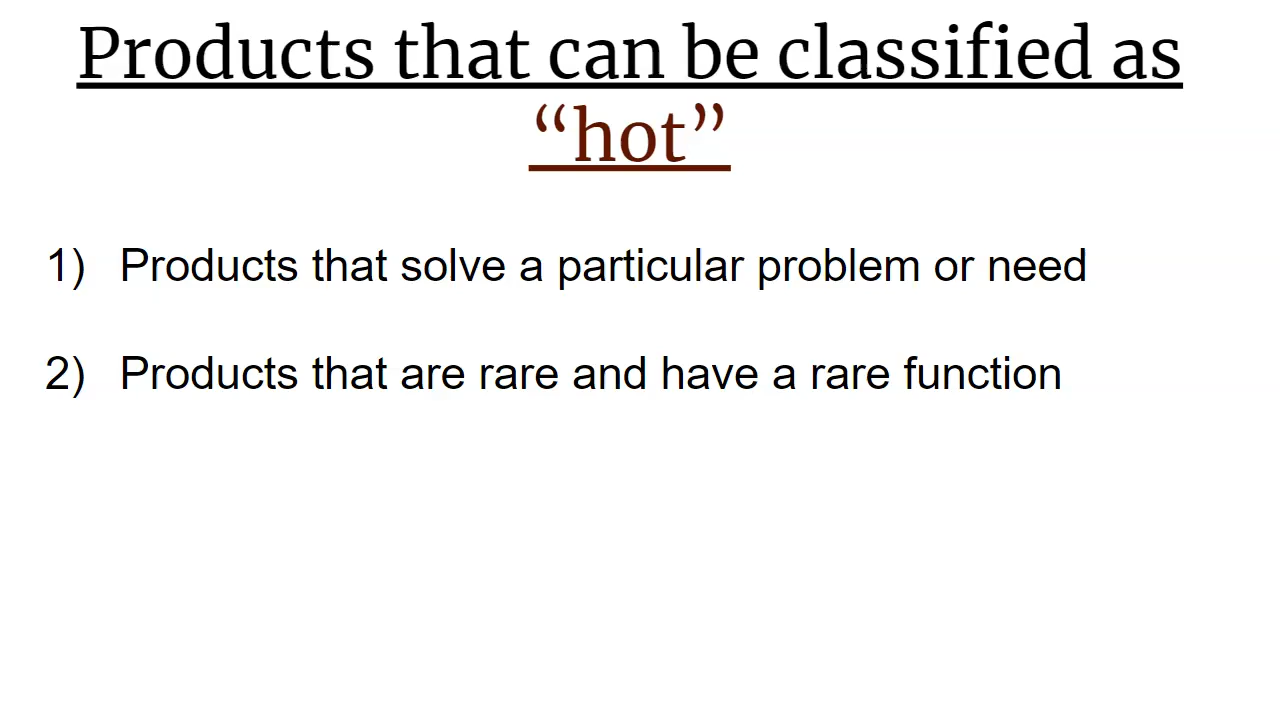 Products that can be classified as
“hot”
1) Products that solve a particular problem or need
2) Products that are rare and have a rare function